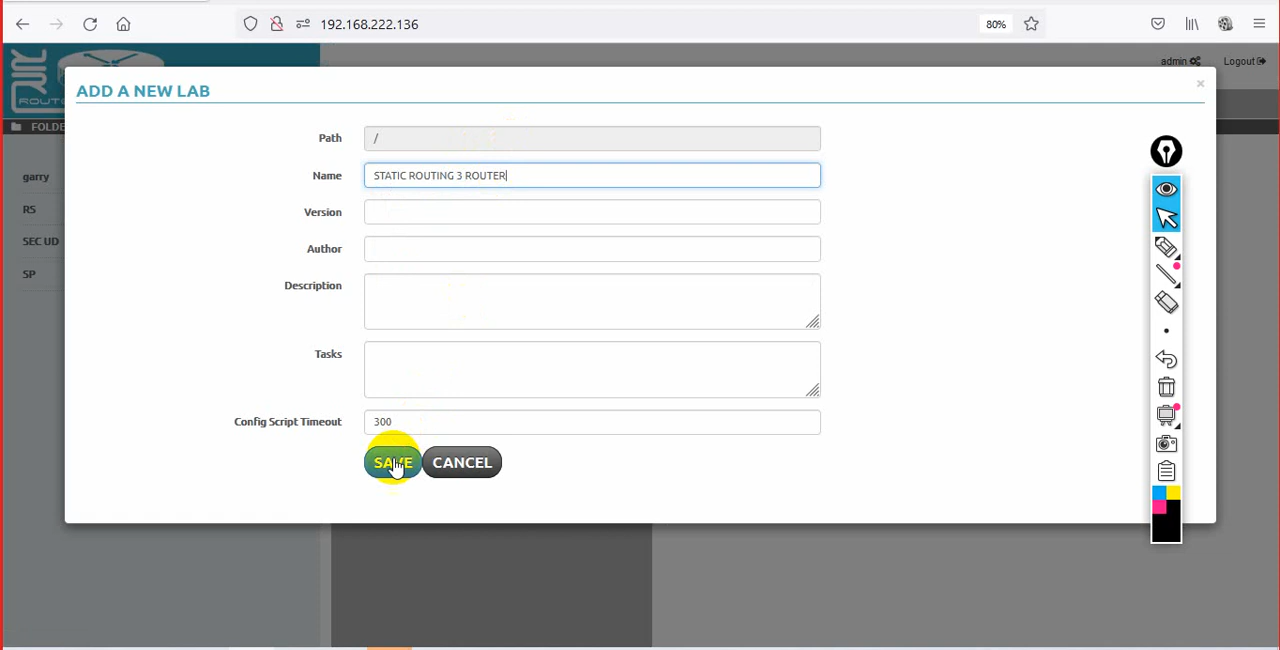 192.168.222.136
80%
admin
Logout
ADD A NEW LAB
ROUT
FOLDE
Path
/
garry
Name
STATIC ROUTING 3 ROUTER
RS
Version
SEC UD
Author
SP
Description
Tasks
Config Script Timeout
300
SAVE
CANCEL